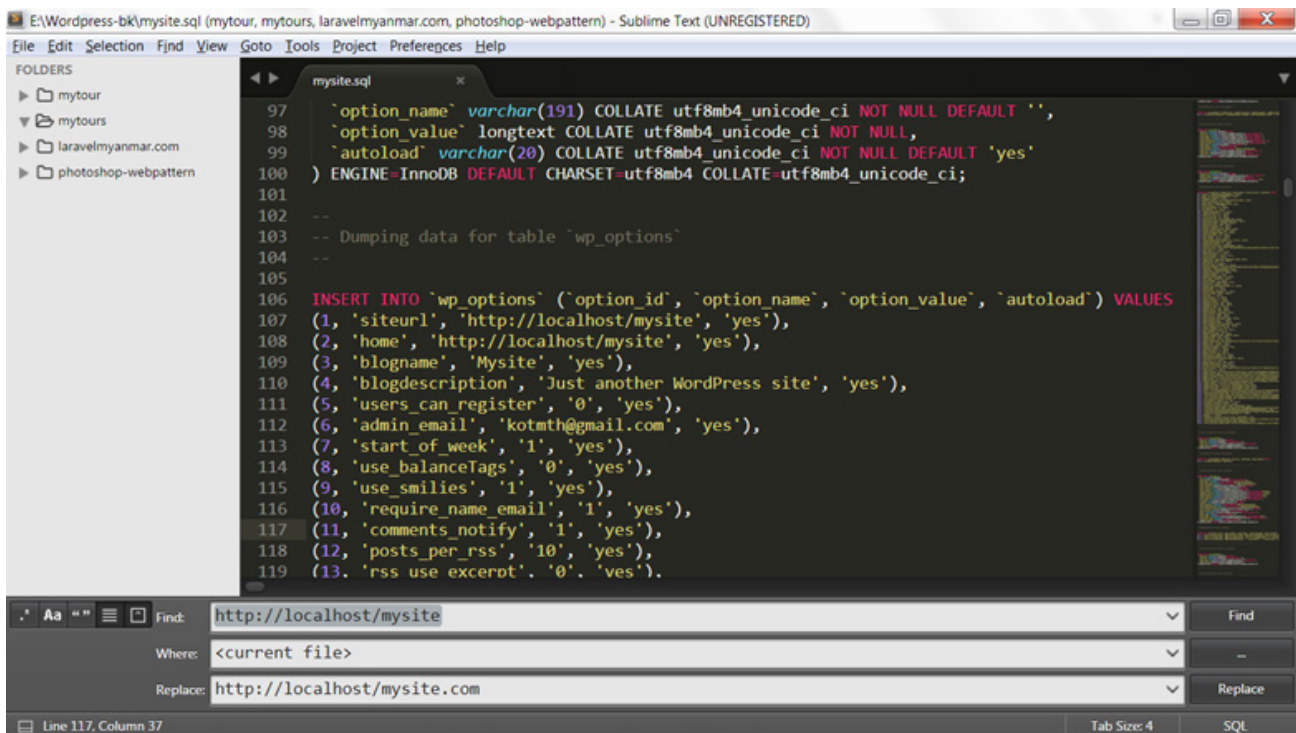 E:\Wordpress-bk\mysite.sql (mytour, mytours, laravelmyanmar.com, photoshop-webpattern) - Sublime Text (UNREGISTERED)
File Edit Selection Find View Goto Tools Project Preferences Help
FOLDERS
mytour
mytours
laravelmyanmar.com
photoshop-webpattern
mysite.sql
97 `option_name` varchar(191) COLLATE utf8mb4_unicode_ci NOT NULL DEFAULT '',
98 `option_value` longtext COLLATE utf8mb4_unicode_ci NOT NULL,
99 `autoload` varchar(20) COLLATE utf8mb4_unicode_ci NOT NULL DEFAULT 'yes'
100 ) ENGINE=InnoDB DEFAULT CHARSET=utf8mb4 COLLATE=utf8mb4_unicode_ci;
101
102 --
103 -- Dumping data for table `wp_options`
104 --
105
106 INSERT INTO `wp_options` (`option_id`, `option_name`, `option_value`, `autoload`) VALUES
107 (1, 'siteurl', 'http://localhost/mysite', 'yes'),
108 (2, 'home', 'http://localhost/mysite', 'yes'),
109 (3, 'blogname', 'Mysite', 'yes'),
110 (4, 'blogdescription', 'Just another WordPress site', 'yes'),
111 (5, 'users_can_register', '0', 'yes'),
112 (6, 'admin_email', 'kotmth@gmail.com', 'yes'),
113 (7, 'start_of_week', '1', 'yes'),
114 (8, 'use_balanceTags', '0', 'yes'),
115 (9, 'use_smilies', '1', 'yes'),
116 (10, 'require_name_email', '1', 'yes'),
117 (11, 'comments_notify', '1', 'yes'),
118 (12, 'posts_per_rss', '10', 'yes'),
119 (13, 'rss_use_excerpt', '0', 'yes'),
.* Aa “” Find: http://localhost/mysite Find
Where: <current file> ...
Replace: http://localhost/mysite.com Replace
Line 117, Column 37 Tab Size: 4 SQL